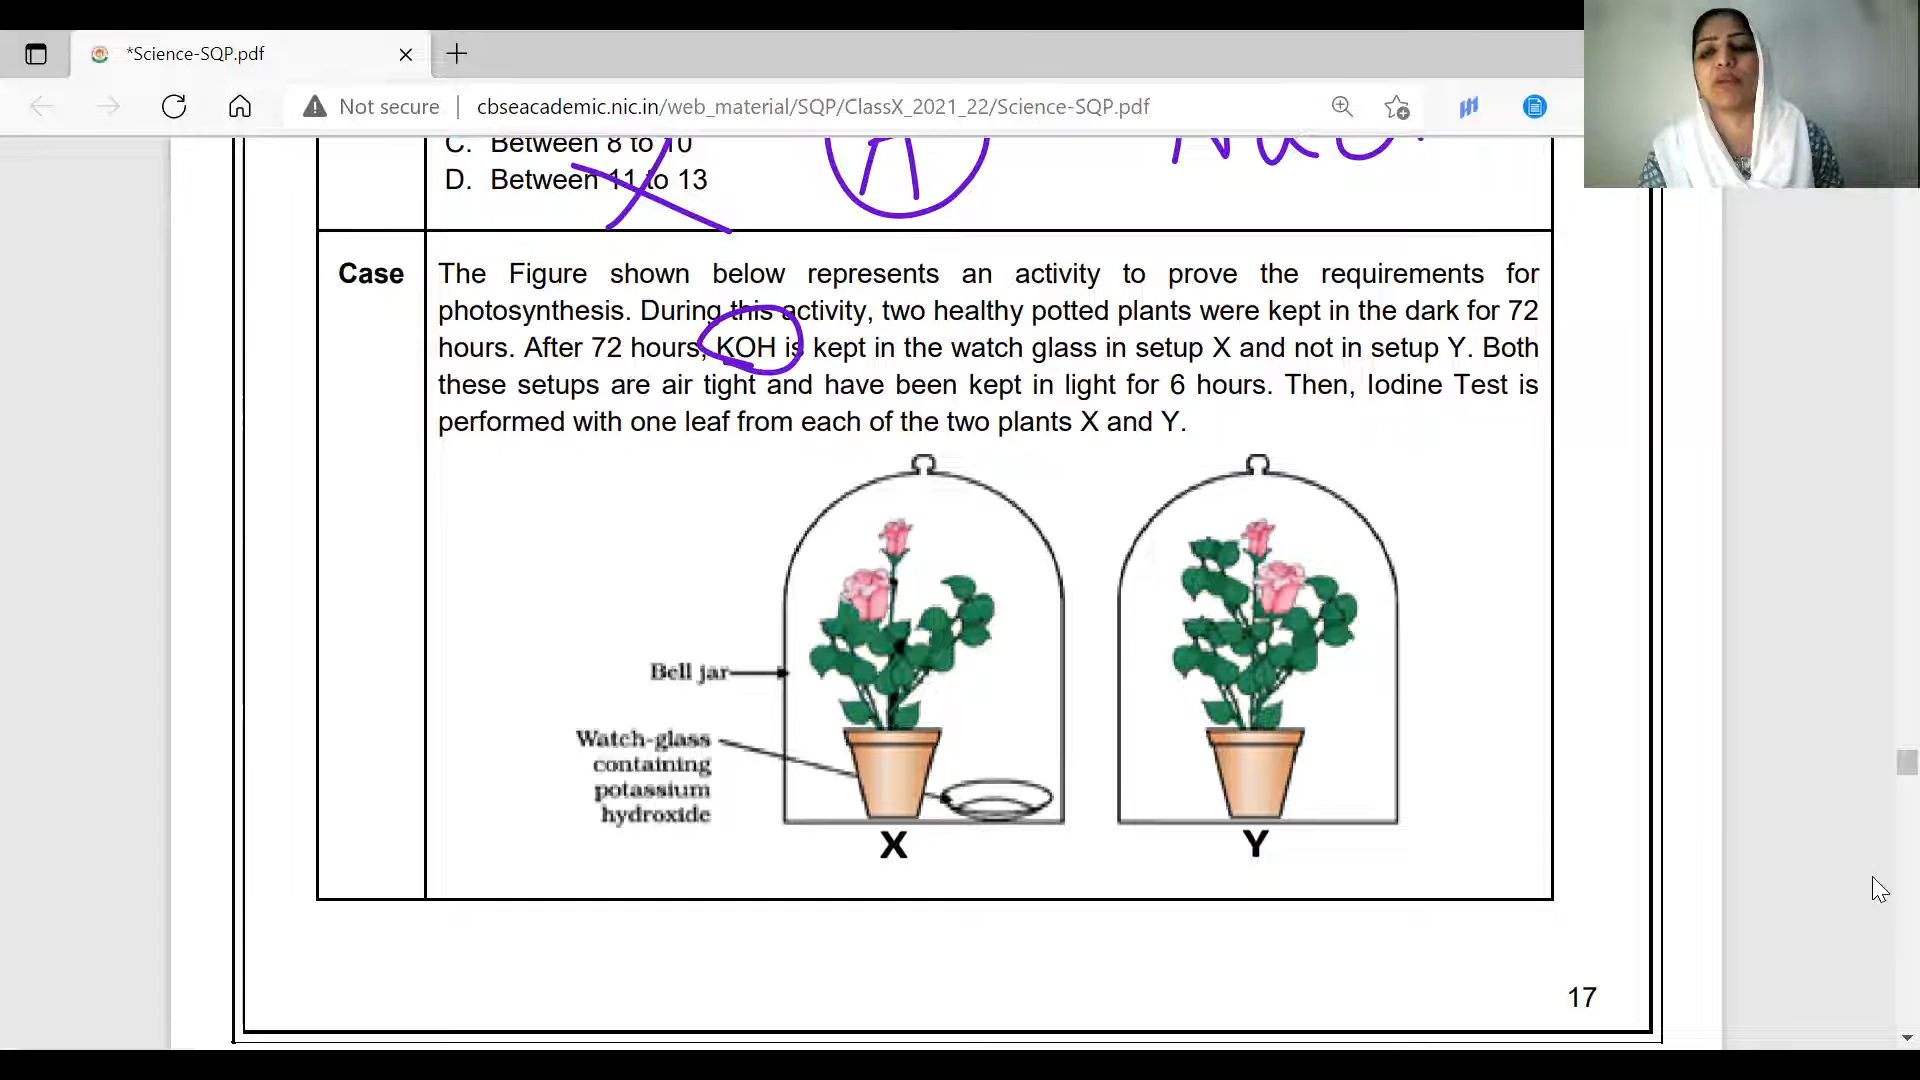 *Science-SQP.pdf
Not secure cbseacademic.nic.in/web_material/SQP/ClassX_2021_22/Science-SQP.pdf
C. Between 8 to 10
D. Between 11 to 13
A
Case
The Figure shown below represents an activity to prove the requirements for
photosynthesis. During this activity, two healthy potted plants were kept in the dark for 72
hours. After 72 hours, KOH is kept in the watch glass in setup X and not in setup Y. Both
these setups are air tight and have been kept in light for 6 hours. Then, Iodine Test is
performed with one leaf from each of the two plants X and Y.
Bell jar
Watch-glass
containing
potassium
hydroxide
X
Y
17